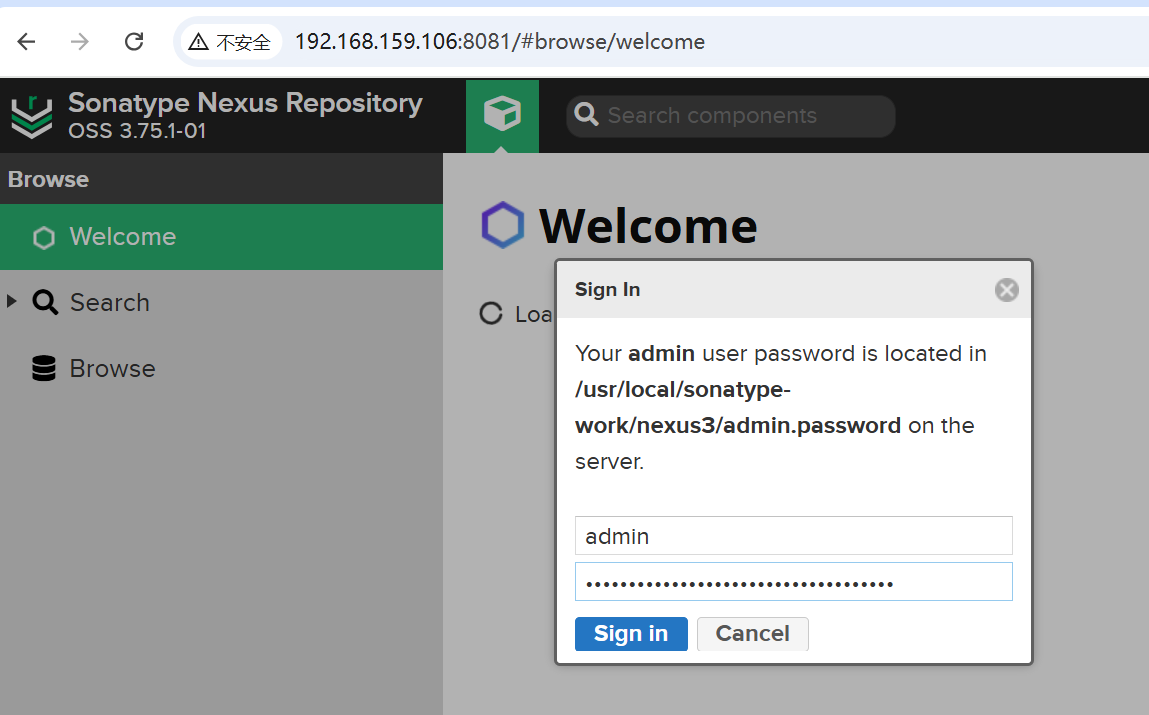 不安全 192.168.159.106:8081/#browse/welcome
Sonatype Nexus Repository
OSS 3.75.1-01
Search components
Browse
Welcome
Search
Browse
Welcome
Loa
Sign In
Your admin user password is located in
/usr/local/sonatype-
work/nexus3/admin.password on the
server.
admin
••••••••••••••••••••••••••••••••••••
Sign in Cancel